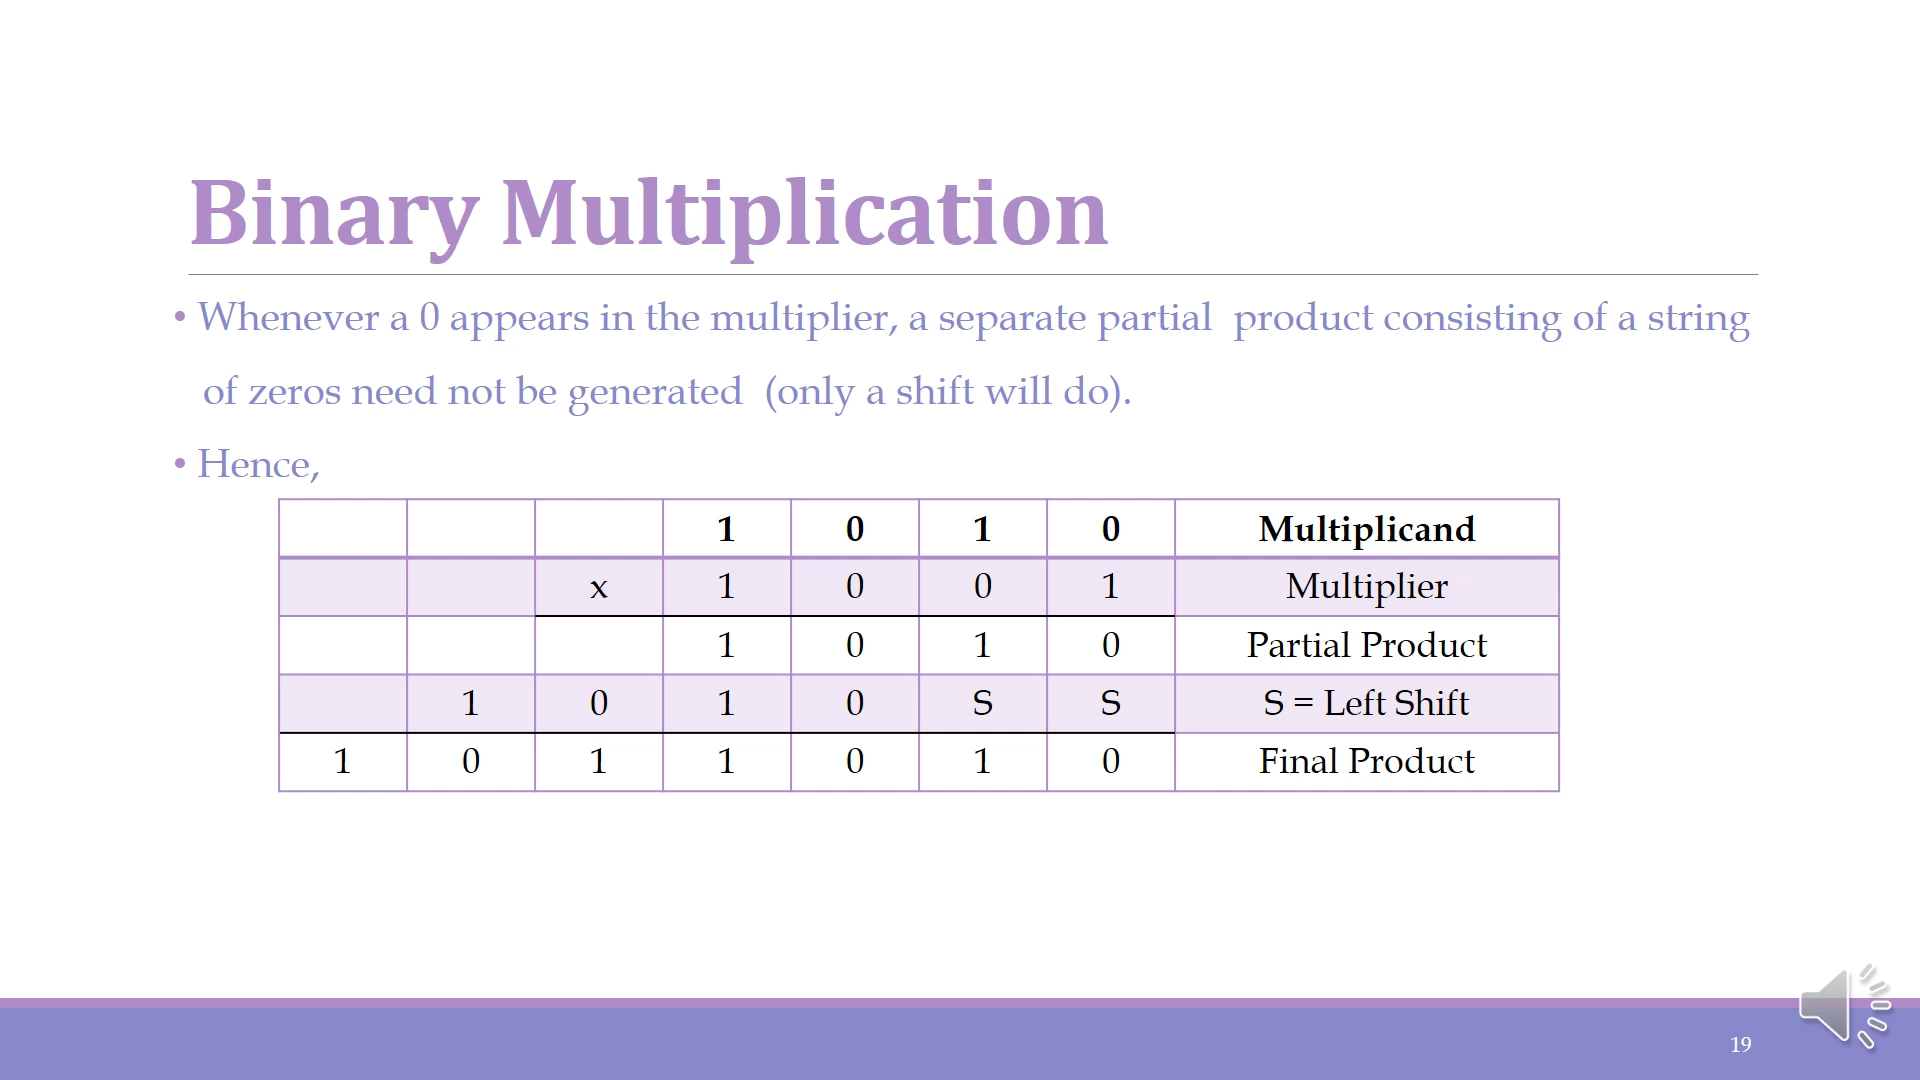 Binary Multiplication
• Whenever a 0 appears in the multiplier, a separate partial product consisting of a string
of zeros need not be generated (only a shift will do).
• Hence,
1 0 1 0 Multiplicand
x 1 0 0 1 Multiplier
1 0 1 0 Partial Product
1 0 1 0 S S S = Left Shift
1 0 1 1 0 1 0 Final Product
19